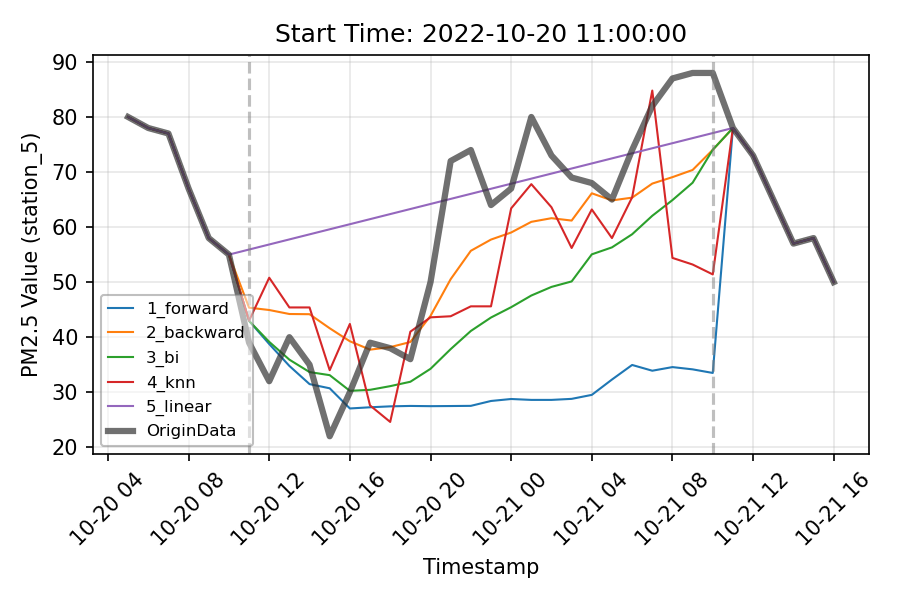 Start Time: 2022-10-20 11:00:00
PM2.5 Value (station_5)
90
80
70
60
50
40
30
20
1_forward
2_backward
3_bi
4_knn
5_linear
OriginData
10-20 04
10-20 08
10-20 12
10-20 16
10-20 20
10-21 00
10-21 04
10-21 08
10-21 12
10-21 16
Timestamp